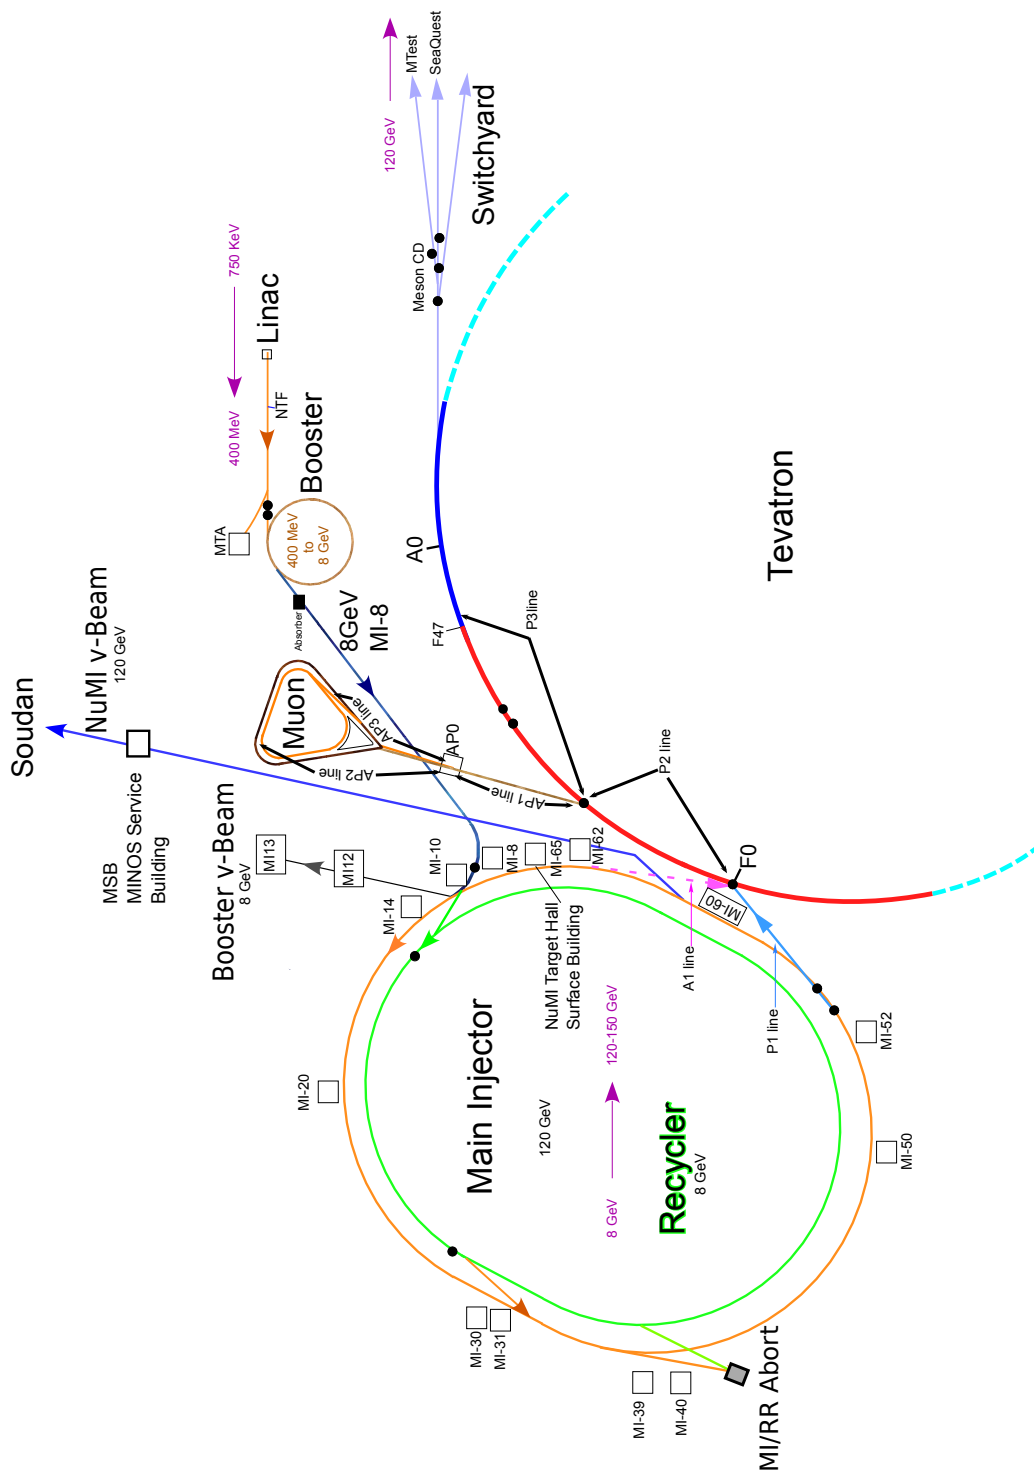 Soudan
NuMI ν-Beam
120 GeV
MSB
MINOS Service
Building
Booster ν-Beam
8 GeV
MI13
MI12
MTA
400 MeV
750 KeV
Linac
NTF
Booster
400 MeV
to
8 GeV
Absorber
8GeV
MI-8
Muon
AP2 line
AP3 line
AP0
AP1 line
120 GeV
MTest
SeaQuest
Switchyard
Meson CD
A0
F47
P3line
P2 line
Tevatron
F0
MI-60
MI-62
MI-65
MI-8
MI-10
MI-14
NuMI Target Hall
Surface Building
A1 line
P1 line
MI-20
Main Injector
120 GeV
8 GeV
120-150 GeV
Recycler
8 GeV
MI-30
MI-31
MI-39
MI-40
MI/RR Abort
MI-50
MI-52